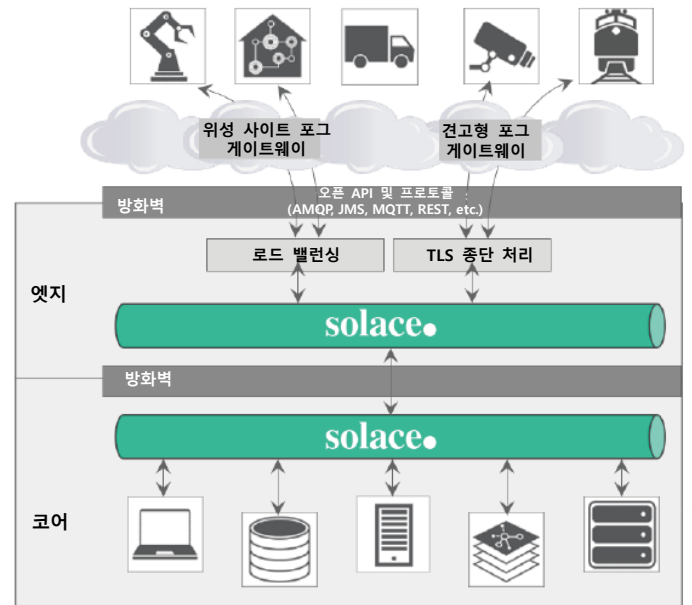 위성 사이트 포그
게이트웨이
견고형 포그
게이트웨이
방화벽
오픈 API 및 프로토콜 :
(AMQP, JMS, MQTT, REST, etc.)
로드 밸런싱
TLS 종단 처리
엣지
solace.
방화벽
solace.
코어